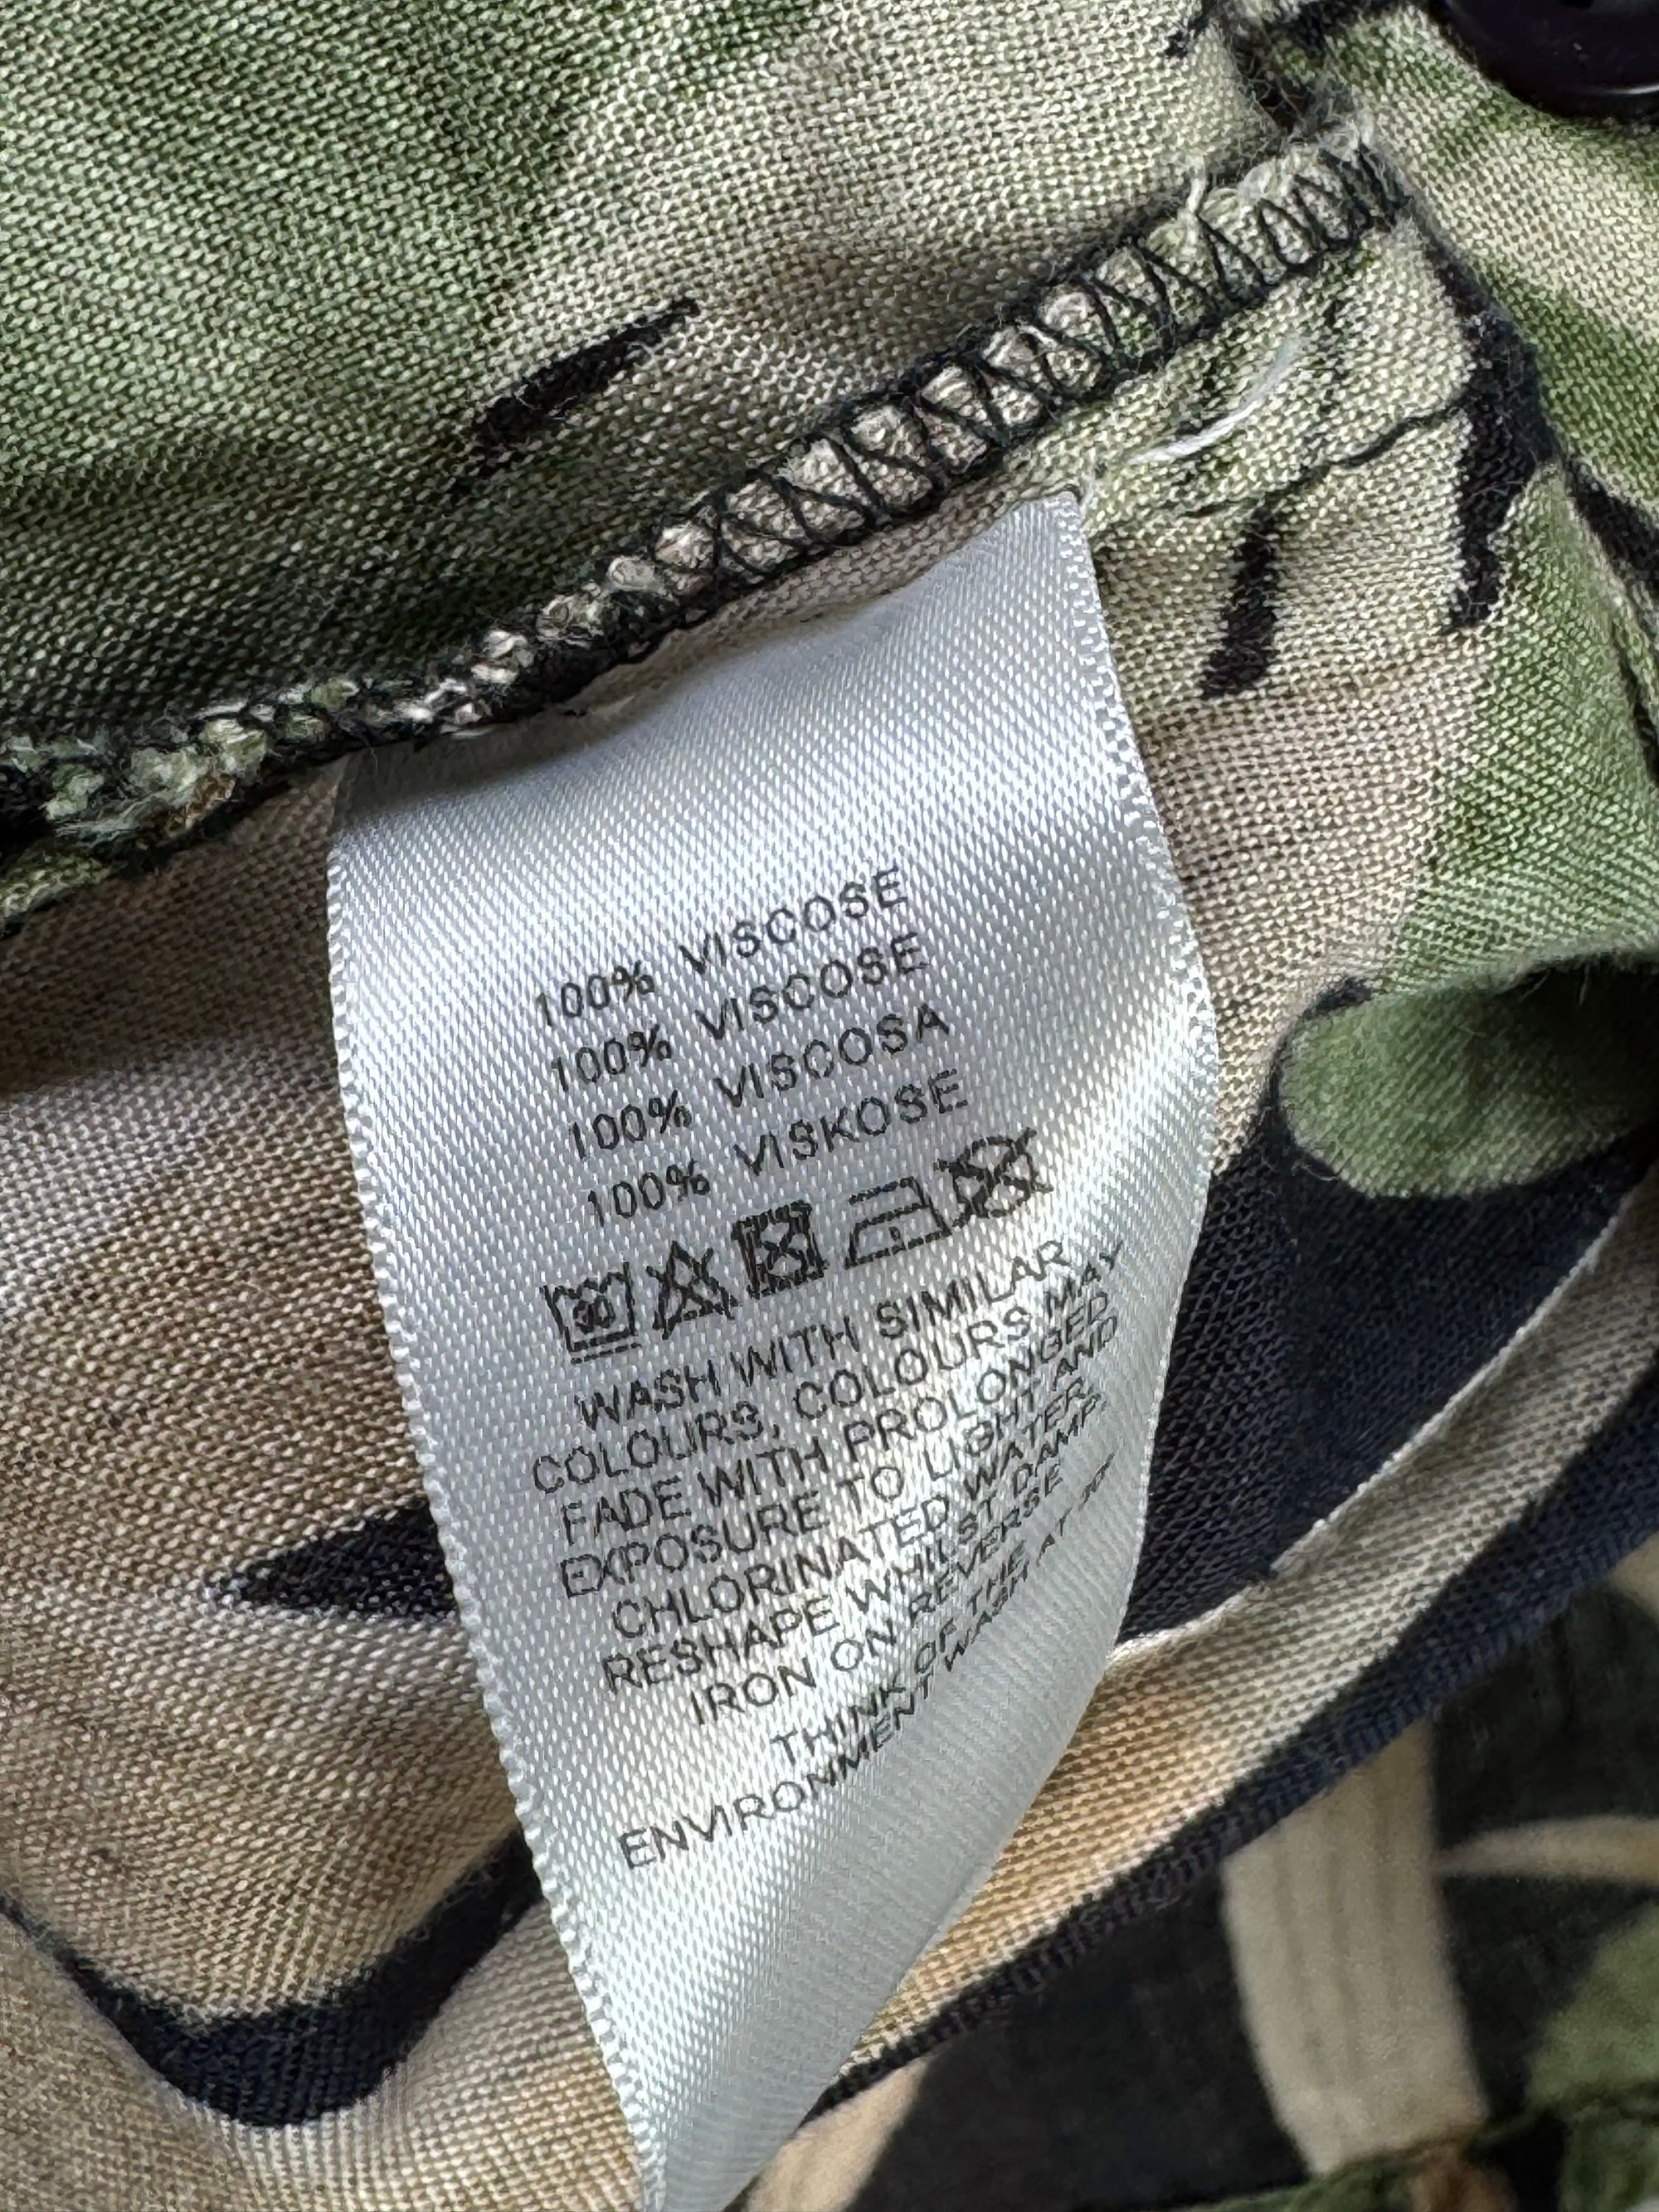 100% VISCOSE
100% VISCOSE
100% VISCOSA
100% VISKOSE
30
WASH WITH SIMILAR
COLOURS, COLOURS MAY
FADE WITH PROLONGED
EXPOSURE TO LIGHT AND
CHLORINATED WATER
RESHAPE WHILST DAMP.
IRON ON REVERSE
THINK OF THE
ENVIRONMENT WASH AT 30°